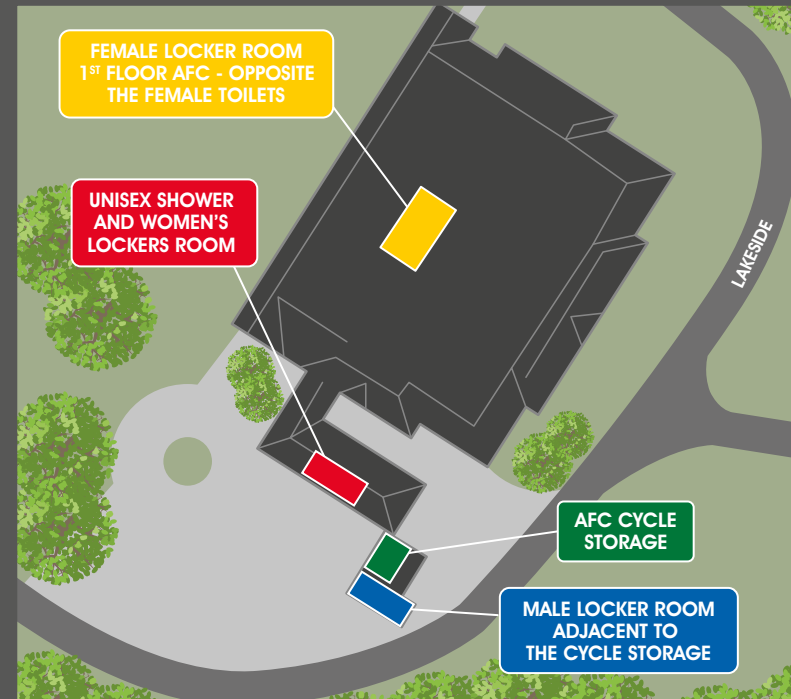 FEMALE LOCKER ROOM
1ST FLOOR AFC - OPPOSITE
THE FEMALE TOILETS
UNISEX SHOWER
AND WOMEN'S
LOCKERS ROOM
LAKESIDE
AFC CYCLE
STORAGE
MALE LOCKER ROOM
ADJACENT TO
THE CYCLE STORAGE